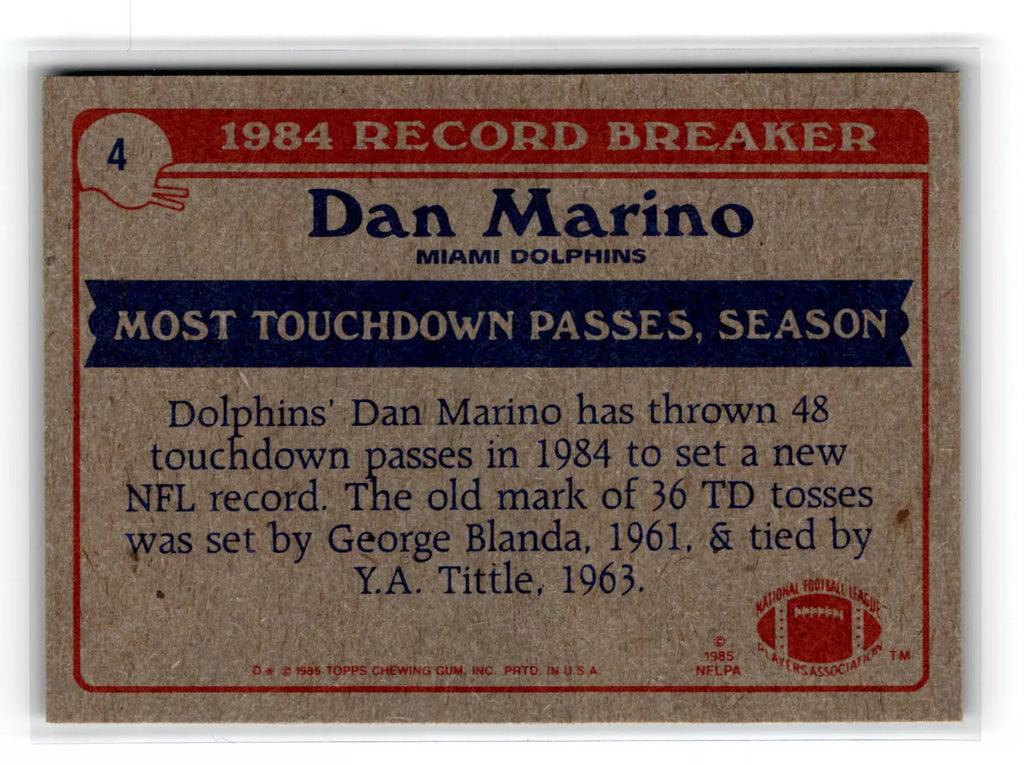 4
1984 RECORD BREAKER
Dan Marino
MIAMI DOLPHINS
MOST TOUCHDOWN PASSES, SEASON
Dolphins' Dan Marino has thrown 48
touchdown passes in 1984 to set a new
NFL record. The old mark of 36 TD tosses
was set by George Blanda, 1961, & tied by
Y.A. Tittle, 1963.
NATIONAL FOOTBALL LEAGUE
PLAYERS ASSOCIATION
TM
©
1985
NFLPA
D* © 1985 TOPPS CHEWING GUM, INC. PRTD. IN U.S.A.